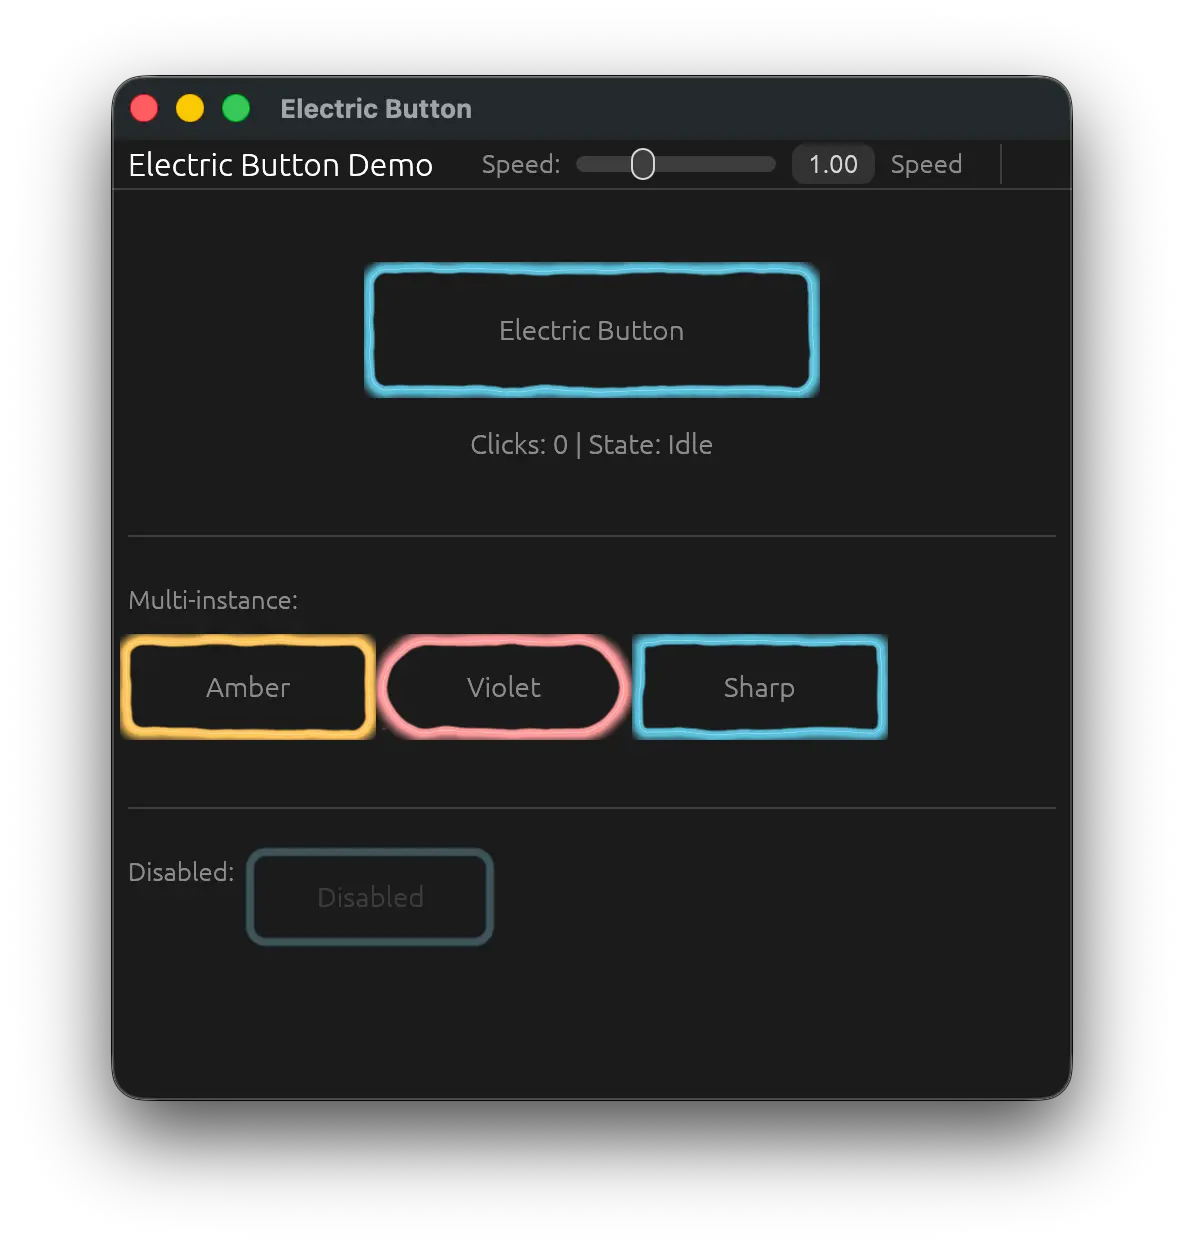 Electric Button
Electric Button Demo Speed: 1.00 Speed
Electric Button
Clicks: 0 | State: Idle
Multi-instance:
Amber Violet Sharp
Disabled: Disabled